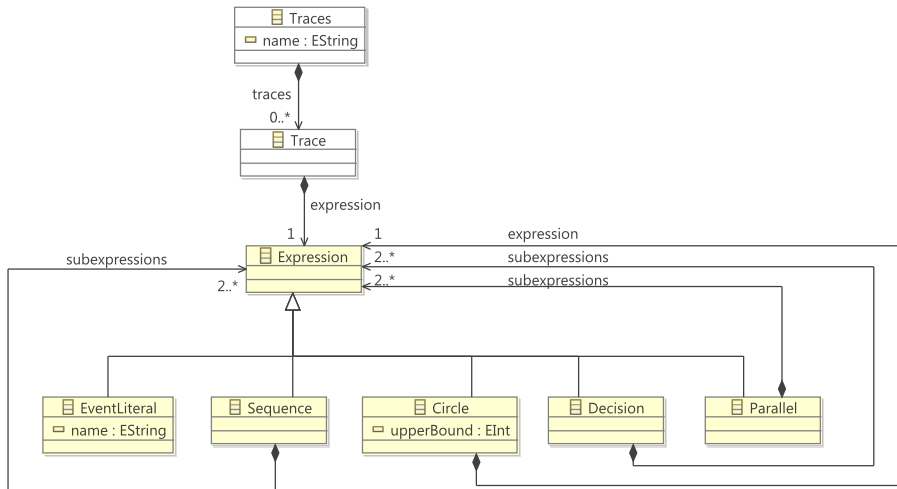 Traces
name : EString
traces
0..*
Trace
expression
1
1
expression
Expression
2..*
subexpressions
subexpressions
2..*
2..*
subexpressions
EventLiteral
name : EString
Sequence
Circle
upperBound : EInt
Decision
Parallel